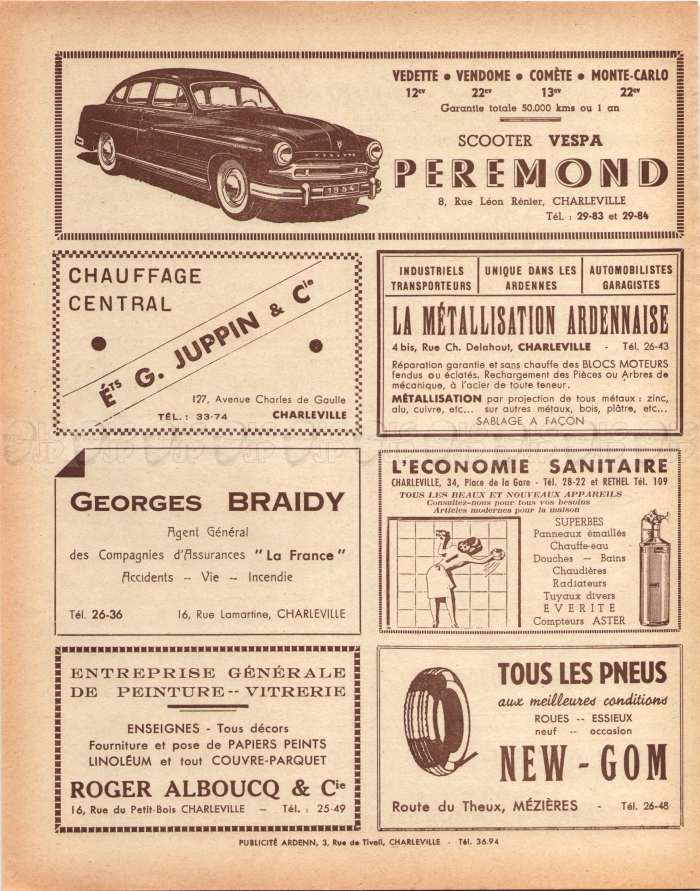 VEDETTE • VENDOME • COMÈTE • MONTE-CARLO
12cv 22cv 13cv 22cv
Garantie totale 50.000 kms ou 1 an
SCOOTER VESPA
PEREMOND
8, Rue Léon Rénier, CHARLEVILLE
Tél. : 29-83 et 29-84
VEDETTE
1954
CHAUFFAGE
CENTRAL
Éts G. JUPPIN & Cie
127, Avenue Charles de Gaulle
TÉL. : 33-74 CHARLEVILLE
INDUSTRIELS
TRANSPORTEURS
UNIQUE DANS LES
ARDENNES
AUTOMOBILISTES
GARAGISTES
LA MÉTALLISATION ARDENNAISE
4 bis, Rue Ch. Delahaut, CHARLEVILLE - Tél. 26-43
Réparation garantie et sans chauffe des BLOCS MOTEURS
fendus ou éclatés. Rechargement des Pièces ou Arbres de
mécanique, à l'acier de toute teneur.
MÉTALLISATION par projection de tous métaux : zinc,
alu, cuivre, etc... sur autres métaux, bois, plâtre, etc...
SABLAGE A FAÇON
GEORGES BRAIDY
Agent Général
des Compagnies d'Assurances "La France"
Accidents -- Vie -- Incendie
Tél. 26-36 16, Rue Lamartine, CHARLEVILLE
L'ECONOMIE SANITAIRE
CHARLEVILLE, 34, Place de la Gare - Tél. 28-22 et RETHEL Tél. 109
TOUS LES BEAUX ET NOUVEAUX APPAREILS
Consultez-nous pour tous vos besoins
Articles modernes pour la maison
SUPERBES
Panneaux émaillés
Chauffe-eau
Douches — Bains
Chaudières
Radiateurs
Tuyaux divers
EVERITE
Compteurs ASTER
ENTREPRISE GÉNÉRALE
DE PEINTURE -- VITRERIE
ENSEIGNES - Tous décors
Fourniture et pose de PAPIERS PEINTS
LINOLÉUM et tout COUVRE-PARQUET
ROGER ALBOUCQ & Cie
16, Rue du Petit-Bois CHARLEVILLE — Tél. : 25-49
TOUS LES PNEUS
aux meilleures conditions
ROUES -- ESSIEUX
neuf -- occasion
NEW - GOM
Route du Theux, MÉZIÈRES - Tél. 26-48
PUBLICITÉ ARDENN, 3, Rue de Tivoli, CHARLEVILLE - Tél. 36.94